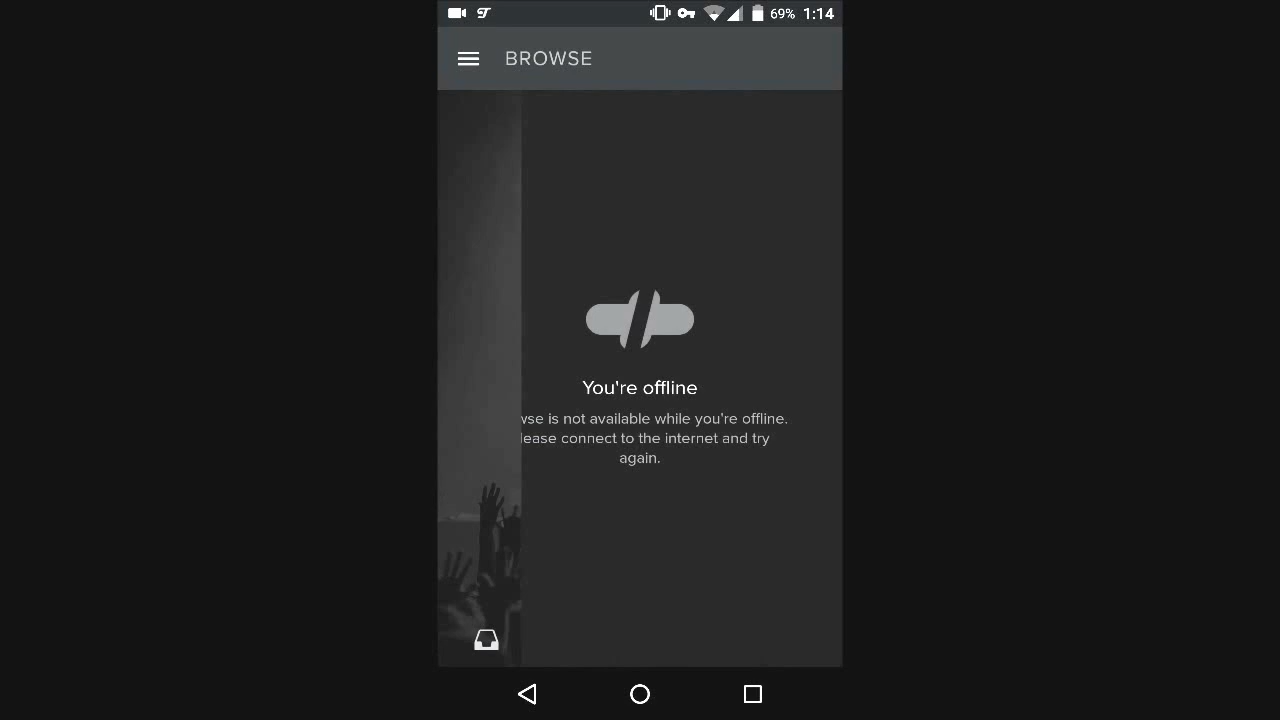 69% 1:14
BROWSE
You're offline
wse is not available while you're offline.
lease connect to the internet and try
again.